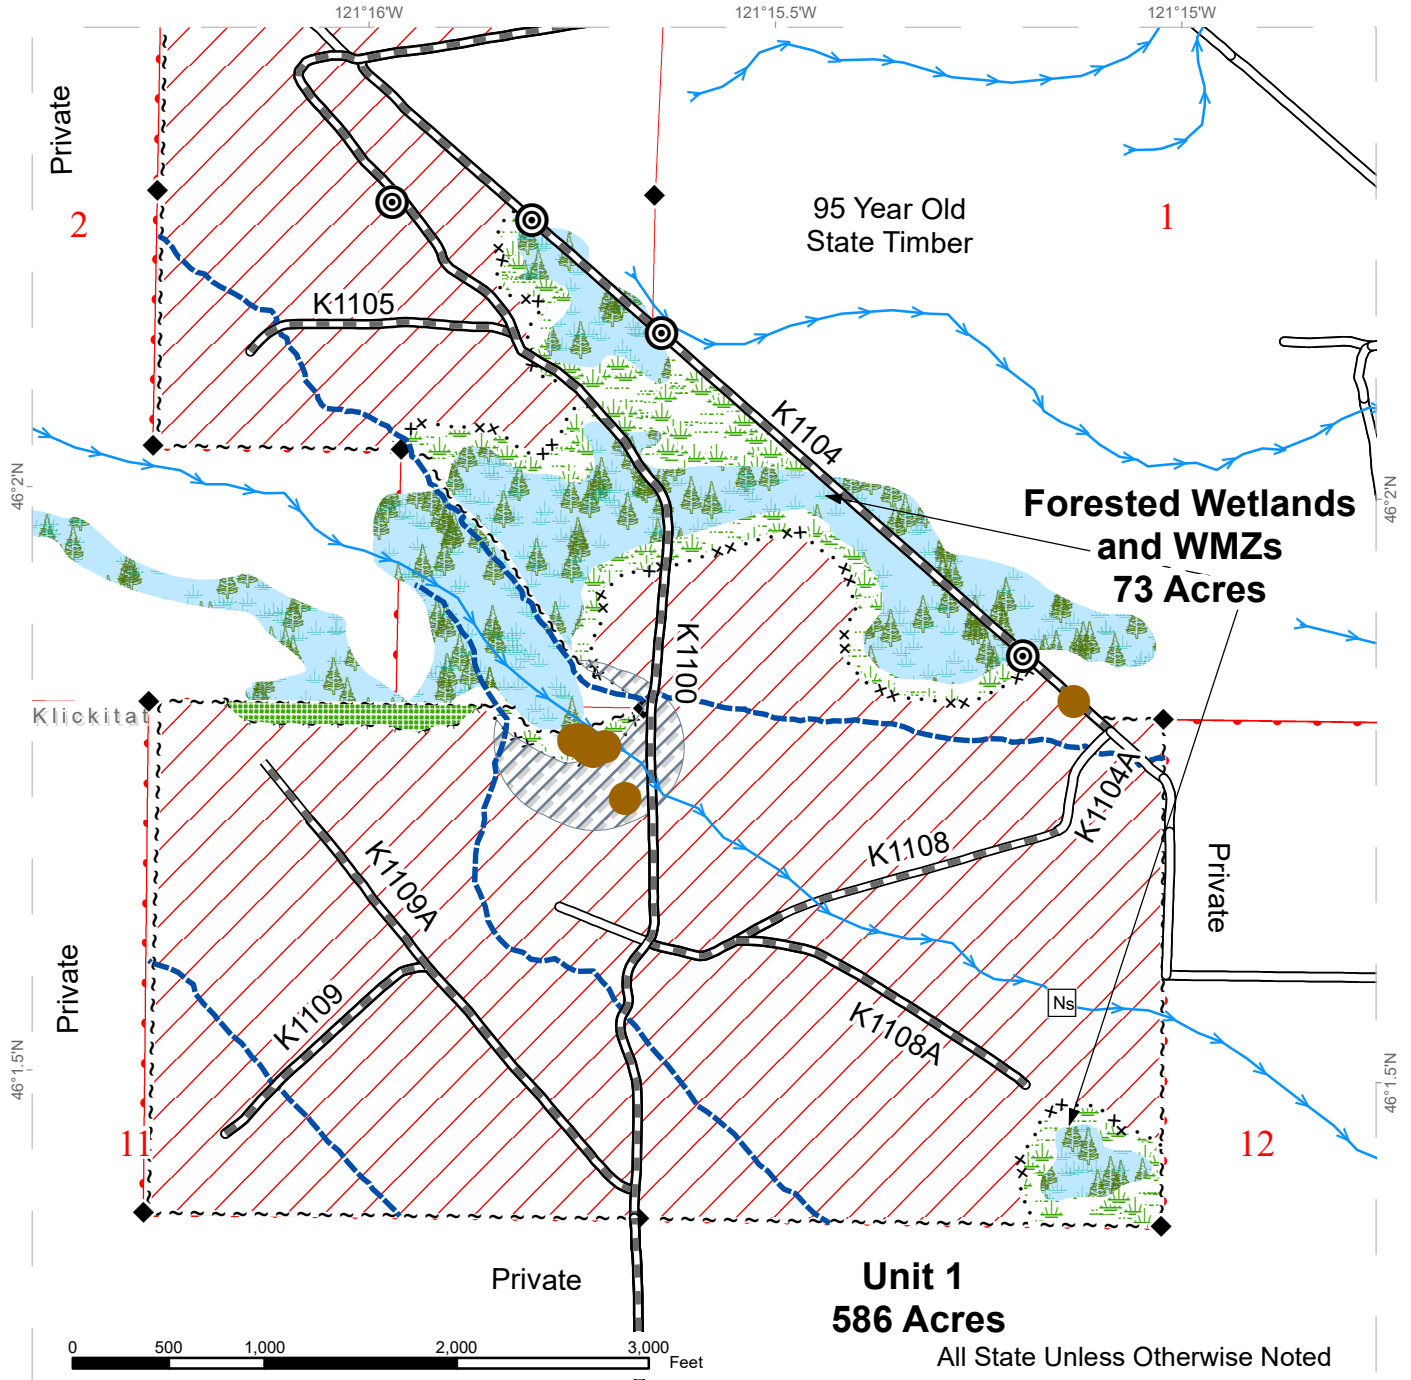 121°16'W
121°15.5'W
121°15'W
Private
2
95 Year Old
State Timber
1
K1105
K1104
46°2'N
46°2'N
Forested Wetlands
and WMZs
73 Acres
K1100
Klickitat
K1104A
K1108
K1109A
Private
Private
K1109
Ns
K1108A
46°1.5'N
46°1.5'N
11
12
Private
Unit 1
586 Acres
0 500 1,000 2,000 3,000
Feet
All State Unless Otherwise Noted